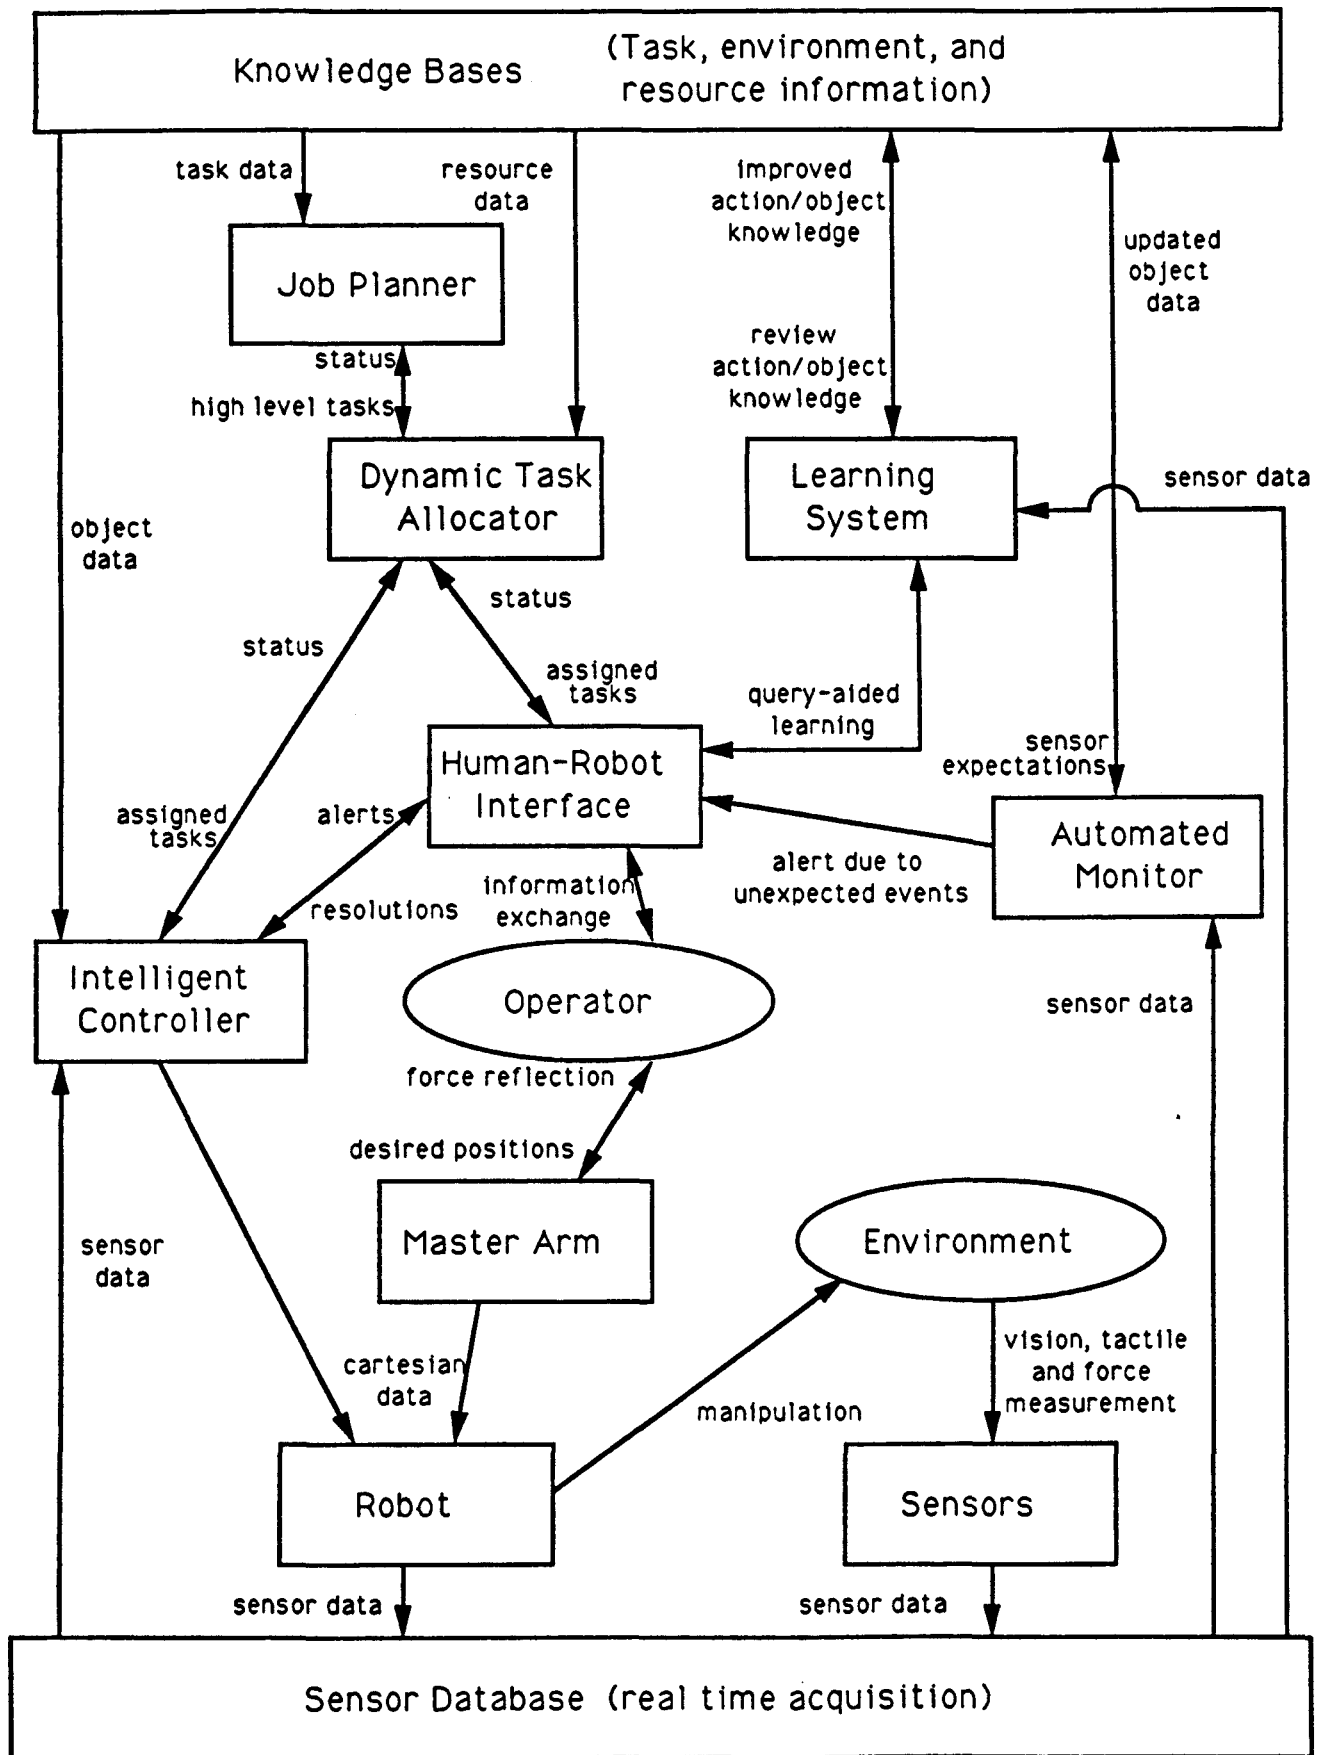 Knowledge Bases
(Task, environment, and
resource information)
task data
resource
data
improved
action/object
knowledge
updated
object
data
Job Planner
status
high level tasks
review
action/object
knowledge
Dynamic Task
Allocator
Learning
System
sensor data
object
data
status
status
assigned
tasks
query-aided
learning
sensor
expectations
Human-Robot
Interface
assigned
tasks
alerts
Automated
Monitor
alert due to
unexpected events
information
exchange
resolutions
Intelligent
Controller
Operator
sensor data
force reflection
desired positions
Master Arm
Environment
sensor
data
cartesian
data
vision, tactile
and force
measurement
manipulation
Robot
Sensors
sensor data
sensor data
Sensor Database (real time acquisition)